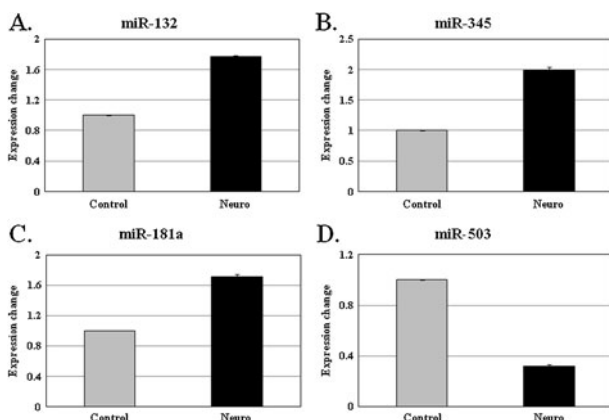 A.
miR-132
Expression change
2
1.6
1.2
0.8
0.4
0
Control Neuro
B.
miR-345
Expression change
2.5
2
1.5
1
0.5
0
Control Neuro
C.
miR-181a
Expression change
2
1.6
1.2
0.8
0.4
0
Control Neuro
D.
miR-503
Expression change
1.2
0.8
0.4
0
Control Neuro